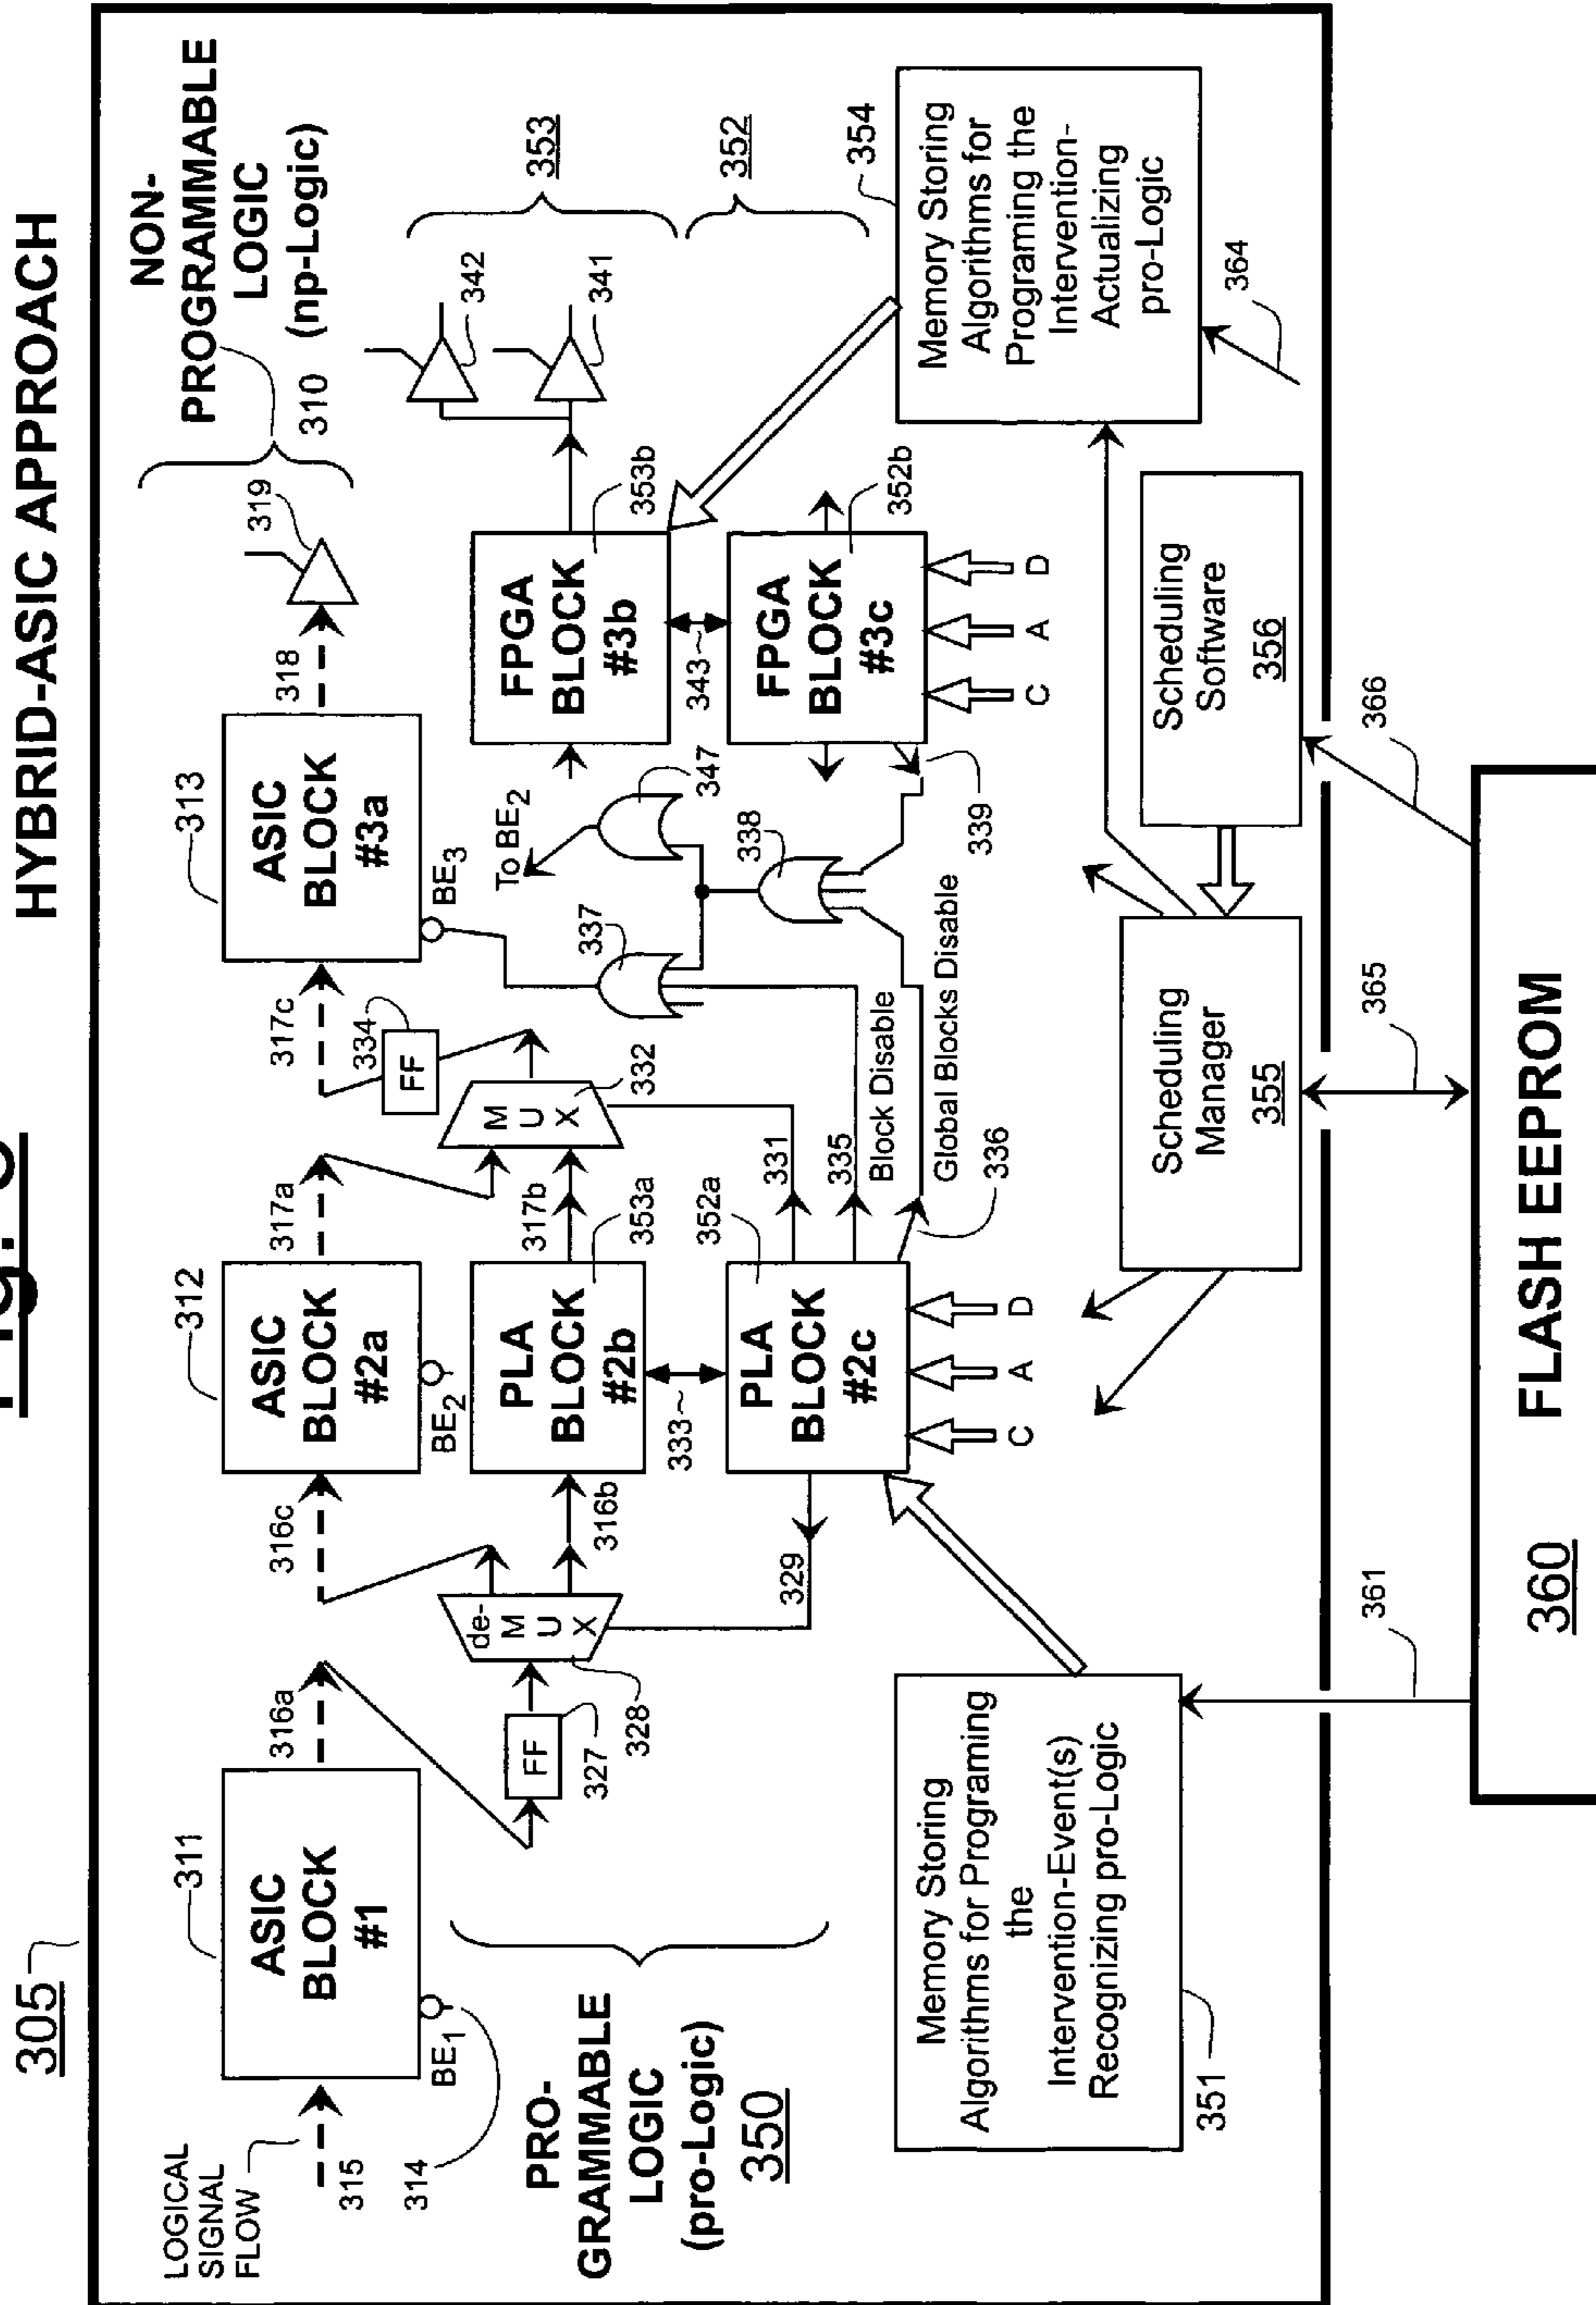 HYBRID-ASIC APPROACH
305
NON-
PROGRAMMABLE
LOGIC
(np-Logic)
310
LOGICAL
SIGNAL
FLOW
315
314
BE1
311
ASIC
BLOCK
#1
316a
316c
312
ASIC
BLOCK
#2a
BE2
317a
317c
313
ASIC
BLOCK
#3a
BE3
318
319
PRO-
GRAMMABLE
LOGIC
(pro-Logic)
350
FF
327
de-
M
U
X
328
316b
PLA
BLOCK
#2b
317b
353a
M
U
X
332
FF
334
337
To BE2
347
338
FPGA
BLOCK
#3b
353b
342
341
353
352
329
333
PLA
BLOCK
#2c
352a
C
A
D
331
335
Block Disable
Global Blocks Disable
336
339
343
FPGA
BLOCK
#3c
352b
C
A
D
Memory Storing
Algorithms for Programing
the
Intervention-Event(s)
Recognizing pro-Logic
351
Scheduling
Manager
355
Scheduling
Software
356
Memory Storing
Algorithms for
Programing the
Intervention-
Actualizing
pro-Logic
354
364
361
365
366
360
FLASH EEPROM